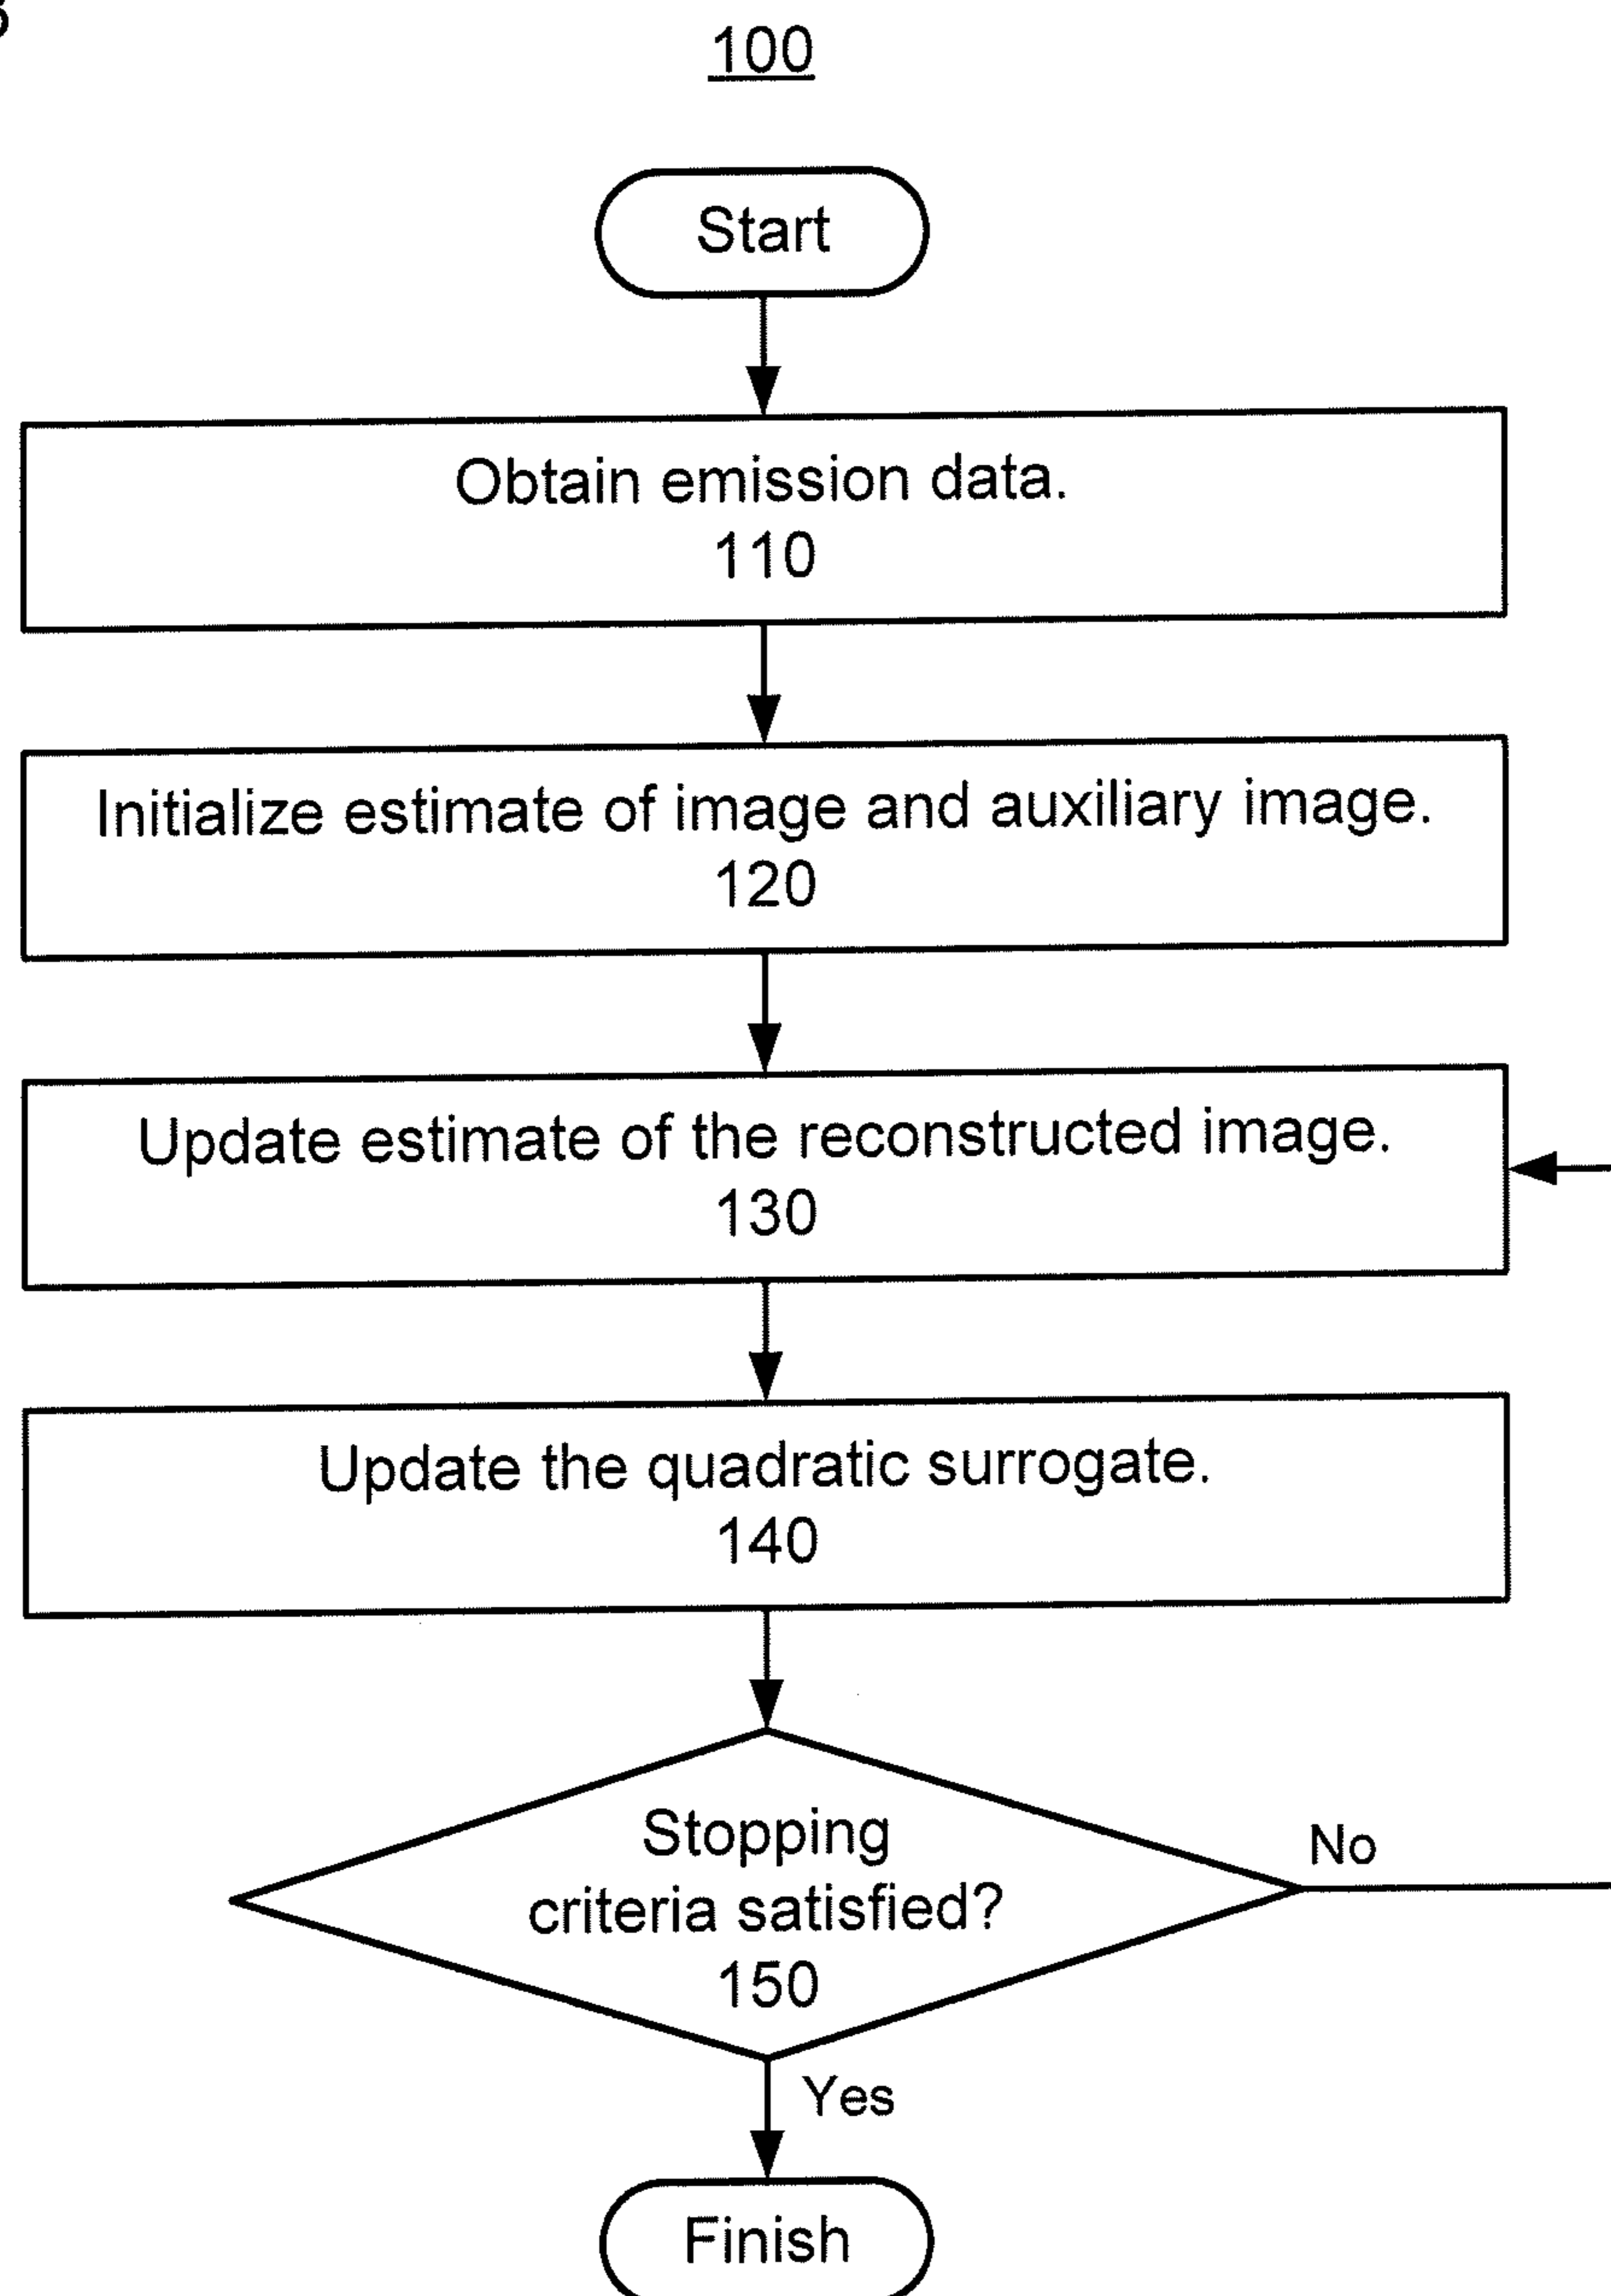 100
Start
Obtain emission data.
110
Initialize estimate of image and auxiliary image.
120
Update estimate of the reconstructed image.
130
Update the quadratic surrogate.
140
Stopping
criteria satisfied?
150
No
Yes
Finish